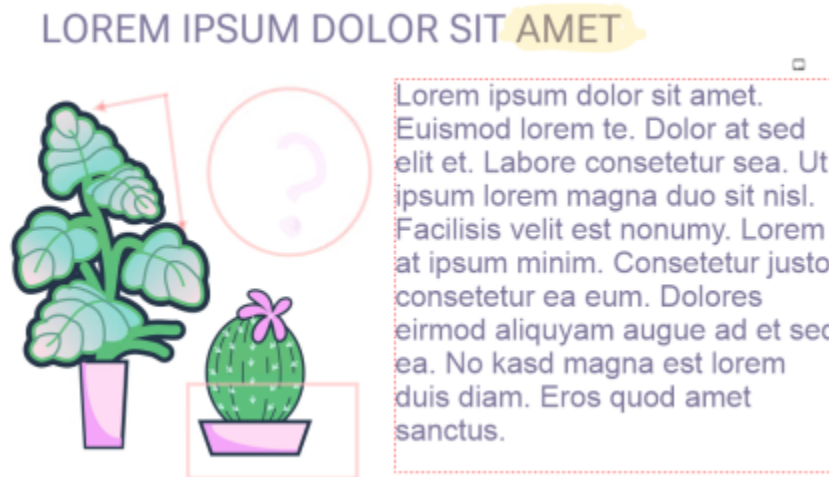 LOREM IPSUM DOLOR SIT AMET
?
Lorem ipsum dolor sit amet.
Euismod lorem te. Dolor at sed
elit et. Labore consetetur sea. Ut
ipsum lorem magna duo sit nisl.
Facilisis velit est nonumy. Lorem
at ipsum minim. Consetetur justo
consetetur ea eum. Dolores
eirmod aliquyam augue ad et sed
ea. No kasd magna est lorem
duis diam. Eros quod amet
sanctus.